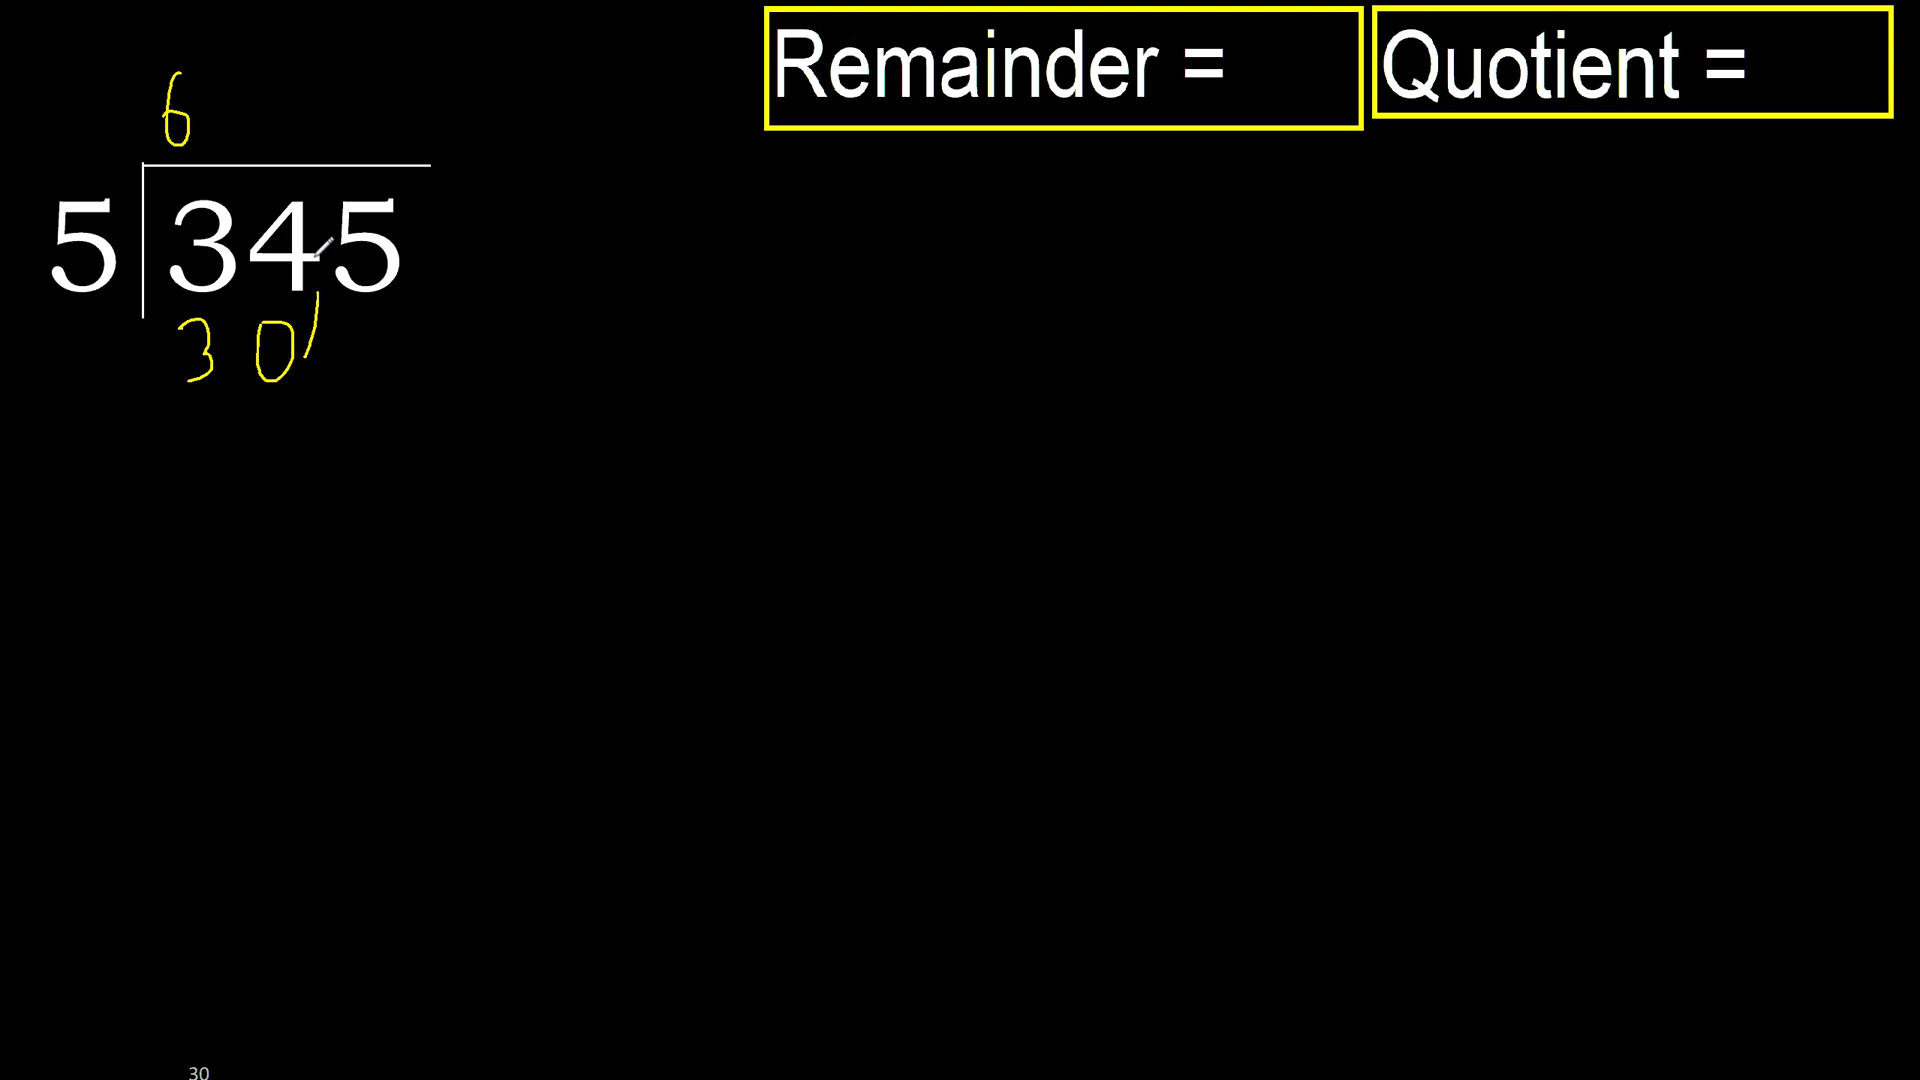 Remainder = Quotient =
6
5 345
30
30